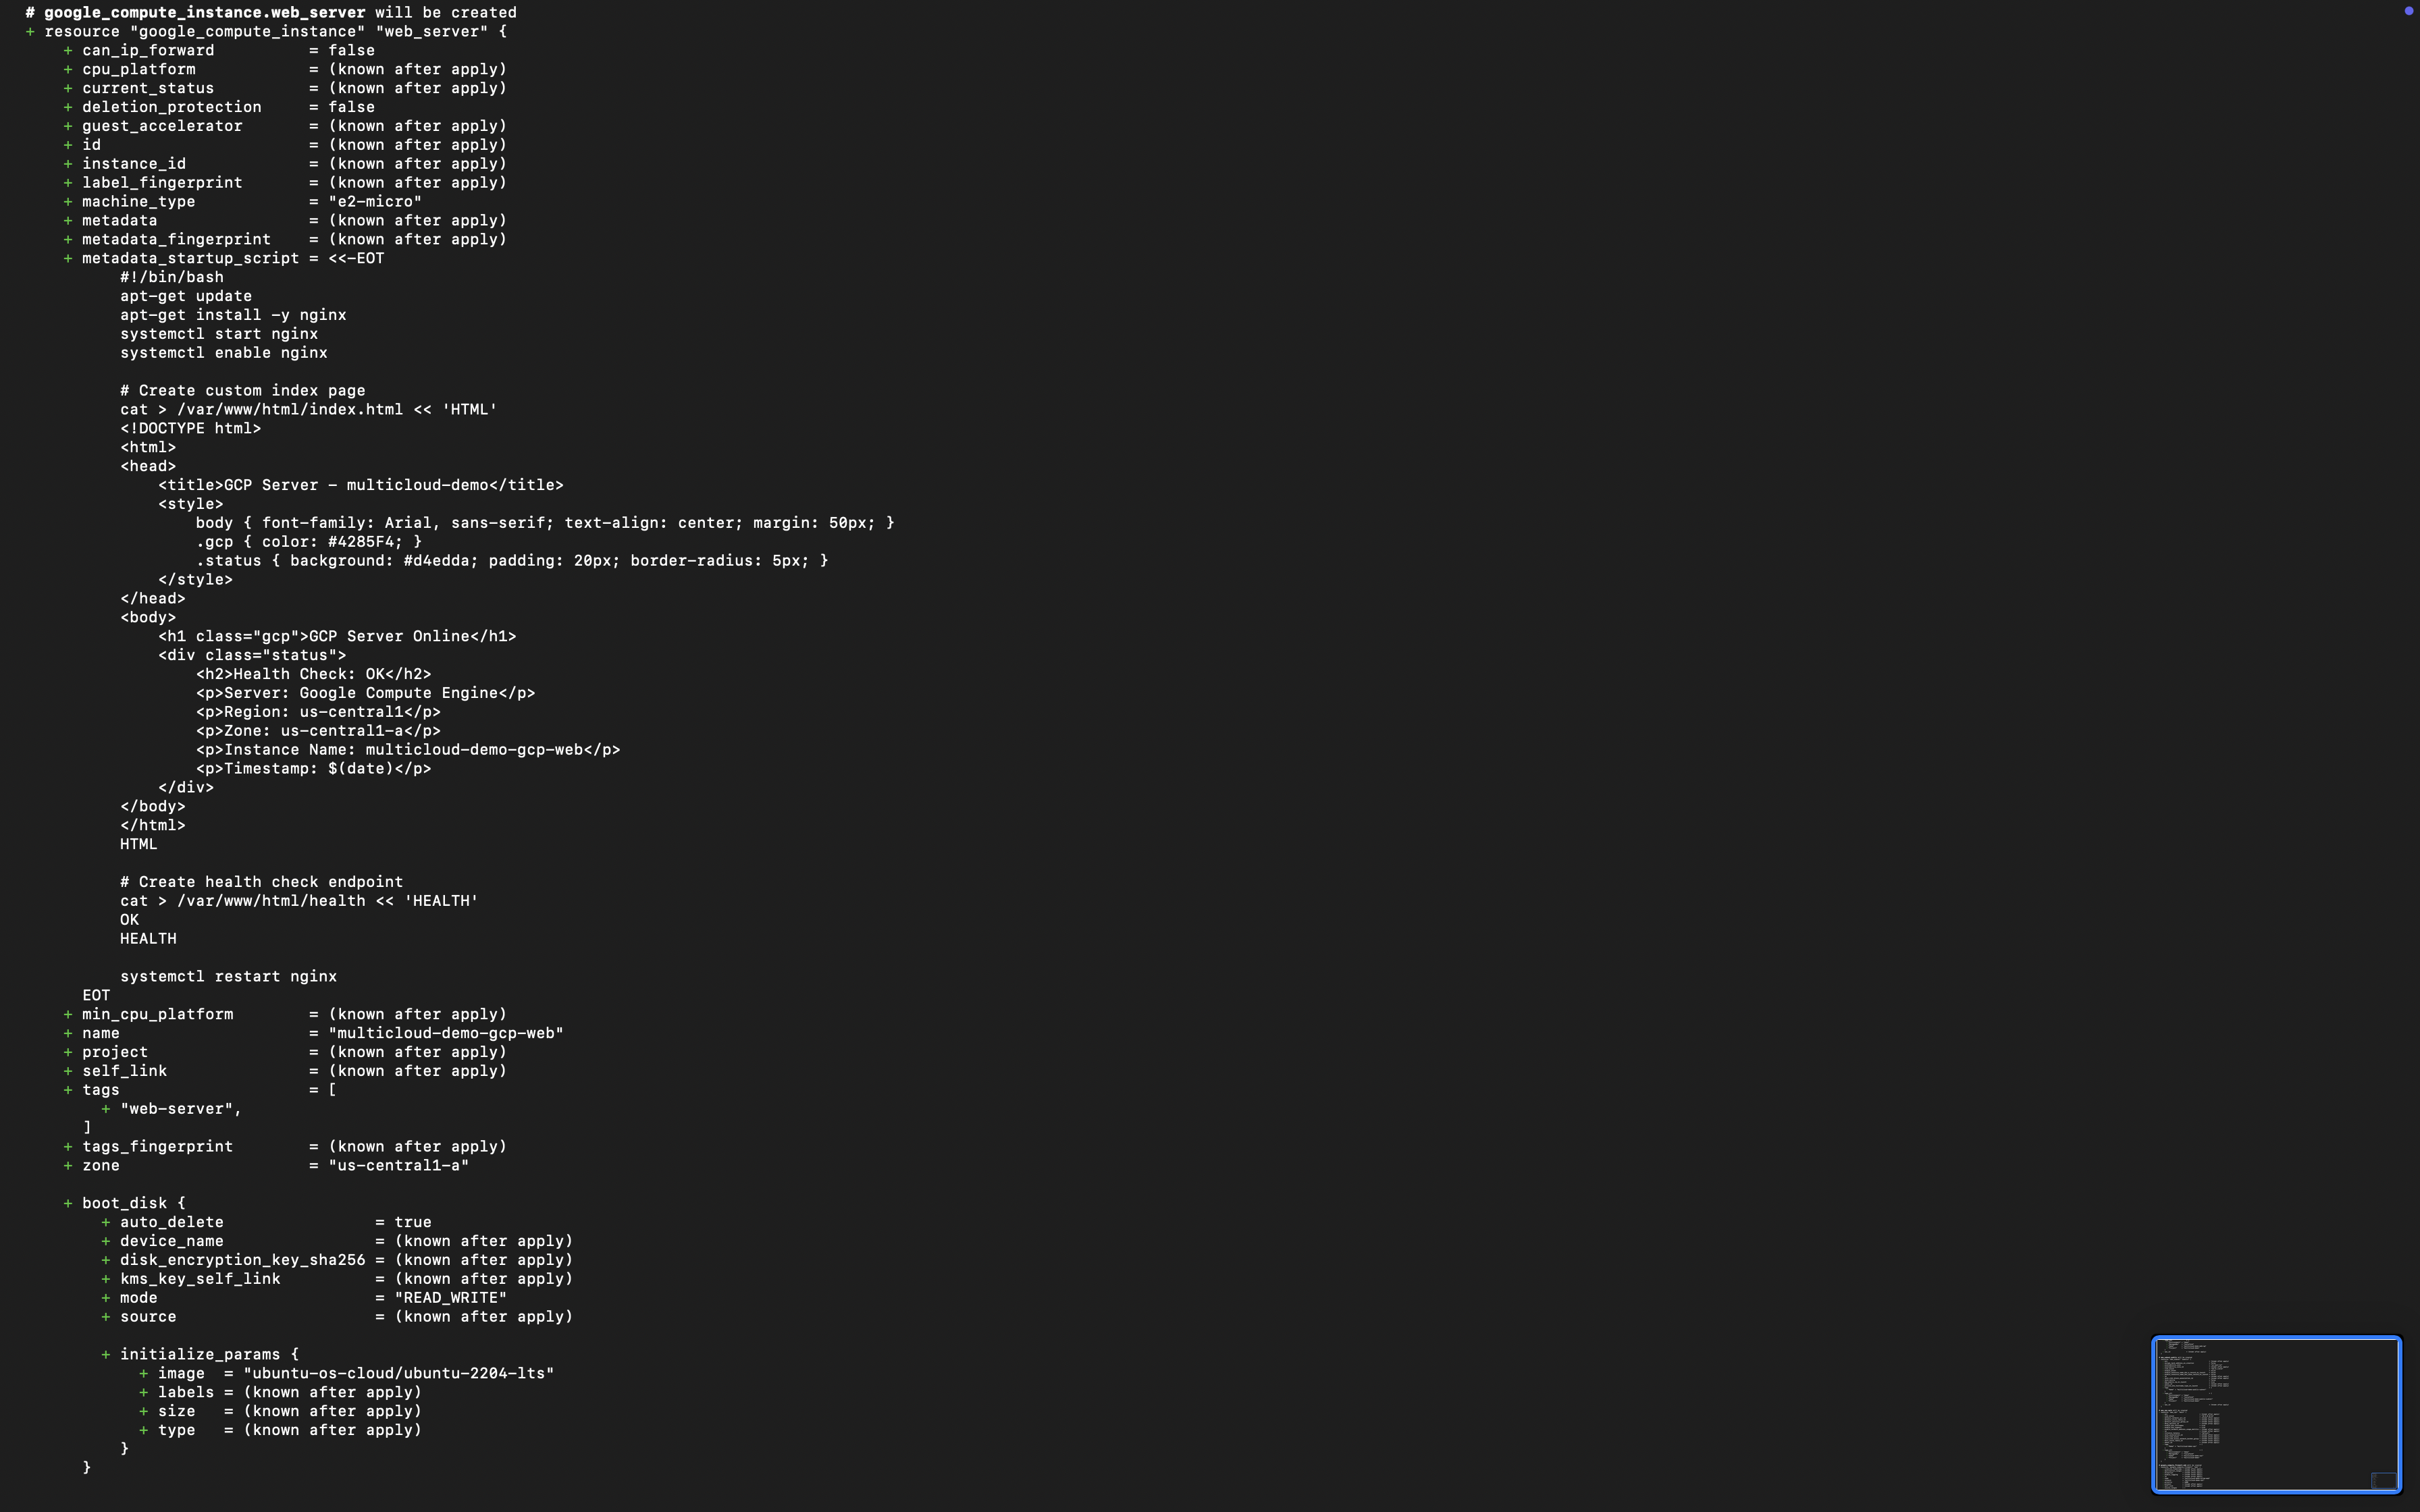 # google_compute_instance.web_server will be created
+ resource "google_compute_instance" "web_server" {
    + can_ip_forward          = false
    + cpu_platform            = (known after apply)
    + current_status          = (known after apply)
    + deletion_protection     = false
    + guest_accelerator       = (known after apply)
    + id                      = (known after apply)
    + instance_id             = (known after apply)
    + label_fingerprint       = (known after apply)
    + machine_type            = "e2-micro"
    + metadata                = (known after apply)
    + metadata_fingerprint    = (known after apply)
    + metadata_startup_script = <<-EOT
          #!/bin/bash
          apt-get update
          apt-get install -y nginx
          systemctl start nginx
          systemctl enable nginx

          # Create custom index page
          cat > /var/www/html/index.html << 'HTML'
          <!DOCTYPE html>
          <html>
          <head>
              <title>GCP Server - multicloud-demo</title>
              <style>
                  body { font-family: Arial, sans-serif; text-align: center; margin: 50px; }
                  .gcp { color: #4285F4; }
                  .status { background: #d4edda; padding: 20px; border-radius: 5px; }
              </style>
          </head>
          <body>
              <h1 class="gcp">GCP Server Online</h1>
              <div class="status">
                  <h2>Health Check: OK</h2>
                  <p>Server: Google Compute Engine</p>
                  <p>Region: us-central1</p>
                  <p>Zone: us-central1-a</p>
                  <p>Instance Name: multicloud-demo-gcp-web</p>
                  <p>Timestamp: $(date)</p>
              </div>
          </body>
          </html>
          HTML

          # Create health check endpoint
          cat > /var/www/html/health << 'HEALTH'
          OK
          HEALTH

          systemctl restart nginx
      EOT
    + min_cpu_platform        = (known after apply)
    + name                    = "multicloud-demo-gcp-web"
    + project                 = (known after apply)
    + self_link               = (known after apply)
    + tags                    = [
        + "web-server",
      ]
    + tags_fingerprint        = (known after apply)
    + zone                    = "us-central1-a"

    + boot_disk {
        + auto_delete                = true
        + device_name                = (known after apply)
        + disk_encryption_key_sha256 = (known after apply)
        + kms_key_self_link          = (known after apply)
        + mode                       = "READ_WRITE"
        + source                     = (known after apply)

        + initialize_params {
            + image  = "ubuntu-os-cloud/ubuntu-2204-lts"
            + labels = (known after apply)
            + size   = (known after apply)
            + type   = (known after apply)
          }
      }